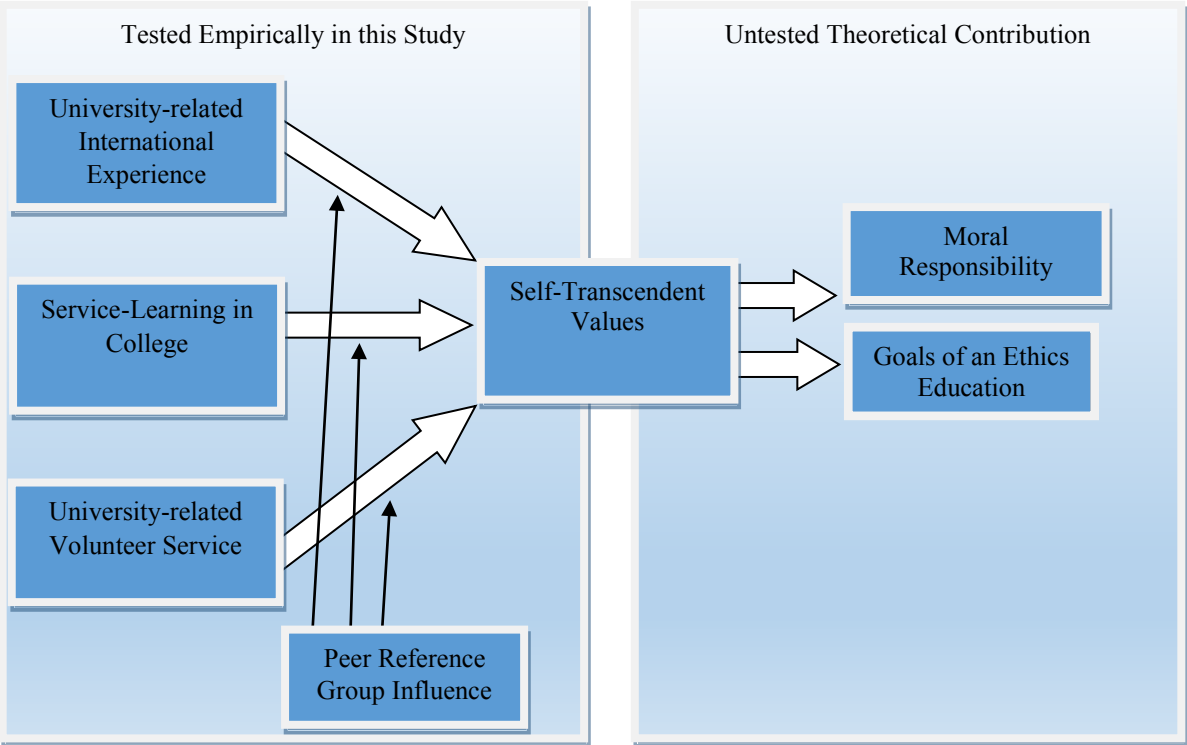 Tested Empirically in this Study
Untested Theoretical Contribution
University-related
International
Experience
Service-Learning in
College
University-related
Volunteer Service
Peer Reference
Group Influence
Self-Transcendent
Values
Moral
Responsibility
Goals of an Ethics
Education